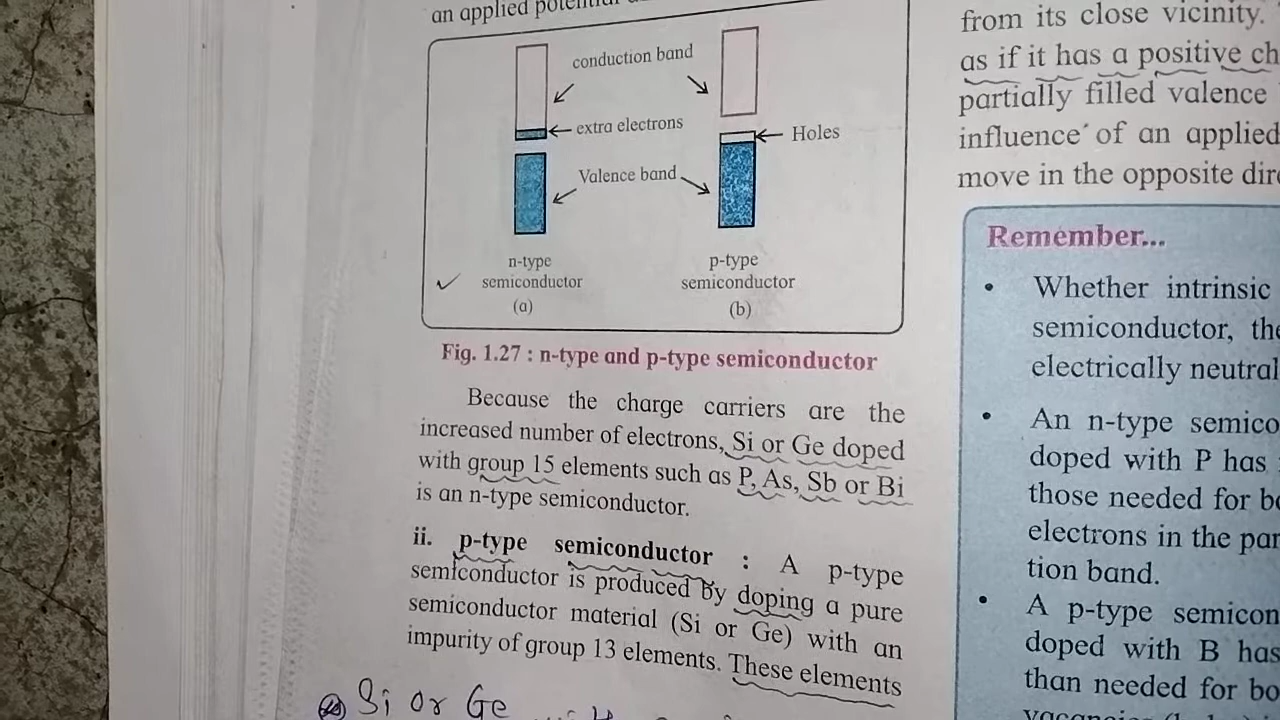 an applied
conduction band
extra electrons
Holes
Valence band
n-type
semiconductor
(a)
p-type
semiconductor
(b)
Fig. 1.27 : n-type and p-type semiconductor
Because the charge carriers are the
increased number of electrons, Si or Ge doped
with group 15 elements such as P, As, Sb or Bi
is an n-type semiconductor.
ii. p-type semiconductor : A p-type
semiconductor is produced by doping a pure
semiconductor material (Si or Ge) with an
impurity of group 13 elements. These elements
Si or Ge
from its close vicinity.
as if it has a positive ch
partially filled valence
influence of an applied
move in the opposite dire
Remember...
• Whether intrinsic
semiconductor, the
electrically neutral
• An n-type semico
doped with P has
those needed for bo
electrons in the par
tion band.
• A p-type semicon
doped with B has
than needed for bo